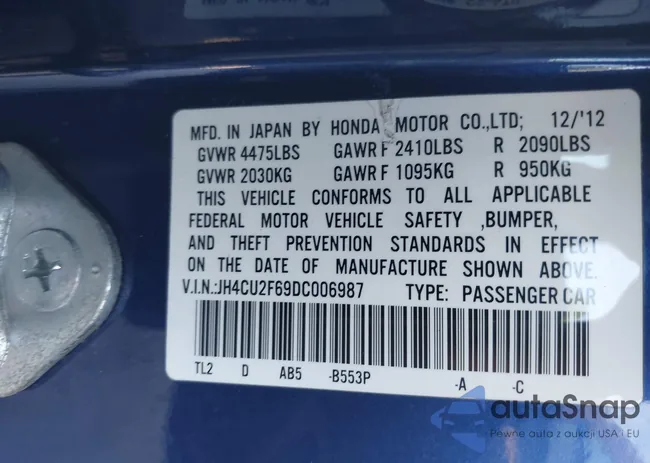 MFD. IN JAPAN BY HONDA MOTOR CO.,LTD; 12/'12
GVWR 4475LBS GAWR F 2410LBS R 2090LBS
GVWR 2030KG GAWR F 1095KG R 950KG
THIS VEHICLE CONFORMS TO ALL APPLICABLE
FEDERAL MOTOR VEHICLE SAFETY ,BUMPER,
AND THEFT PREVENTION STANDARDS IN EFFECT
ON THE DATE OF MANUFACTURE SHOWN ABOVE.
V.I.N.:JH4CU2F69DC006987 TYPE: PASSENGER CAR
TL2 D AB5 -B553P -A -C
autaSnap
Pewne auta z aukcji USA i EU